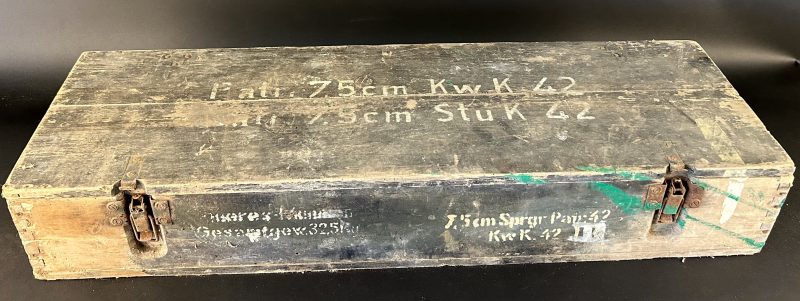 Patr. 7,5cm KwK. 42
Patr. 7,5cm StuK 42
Gesamtgew. 32,5Kg
7,5cm Sprgr Patr. 42
KwK. 42